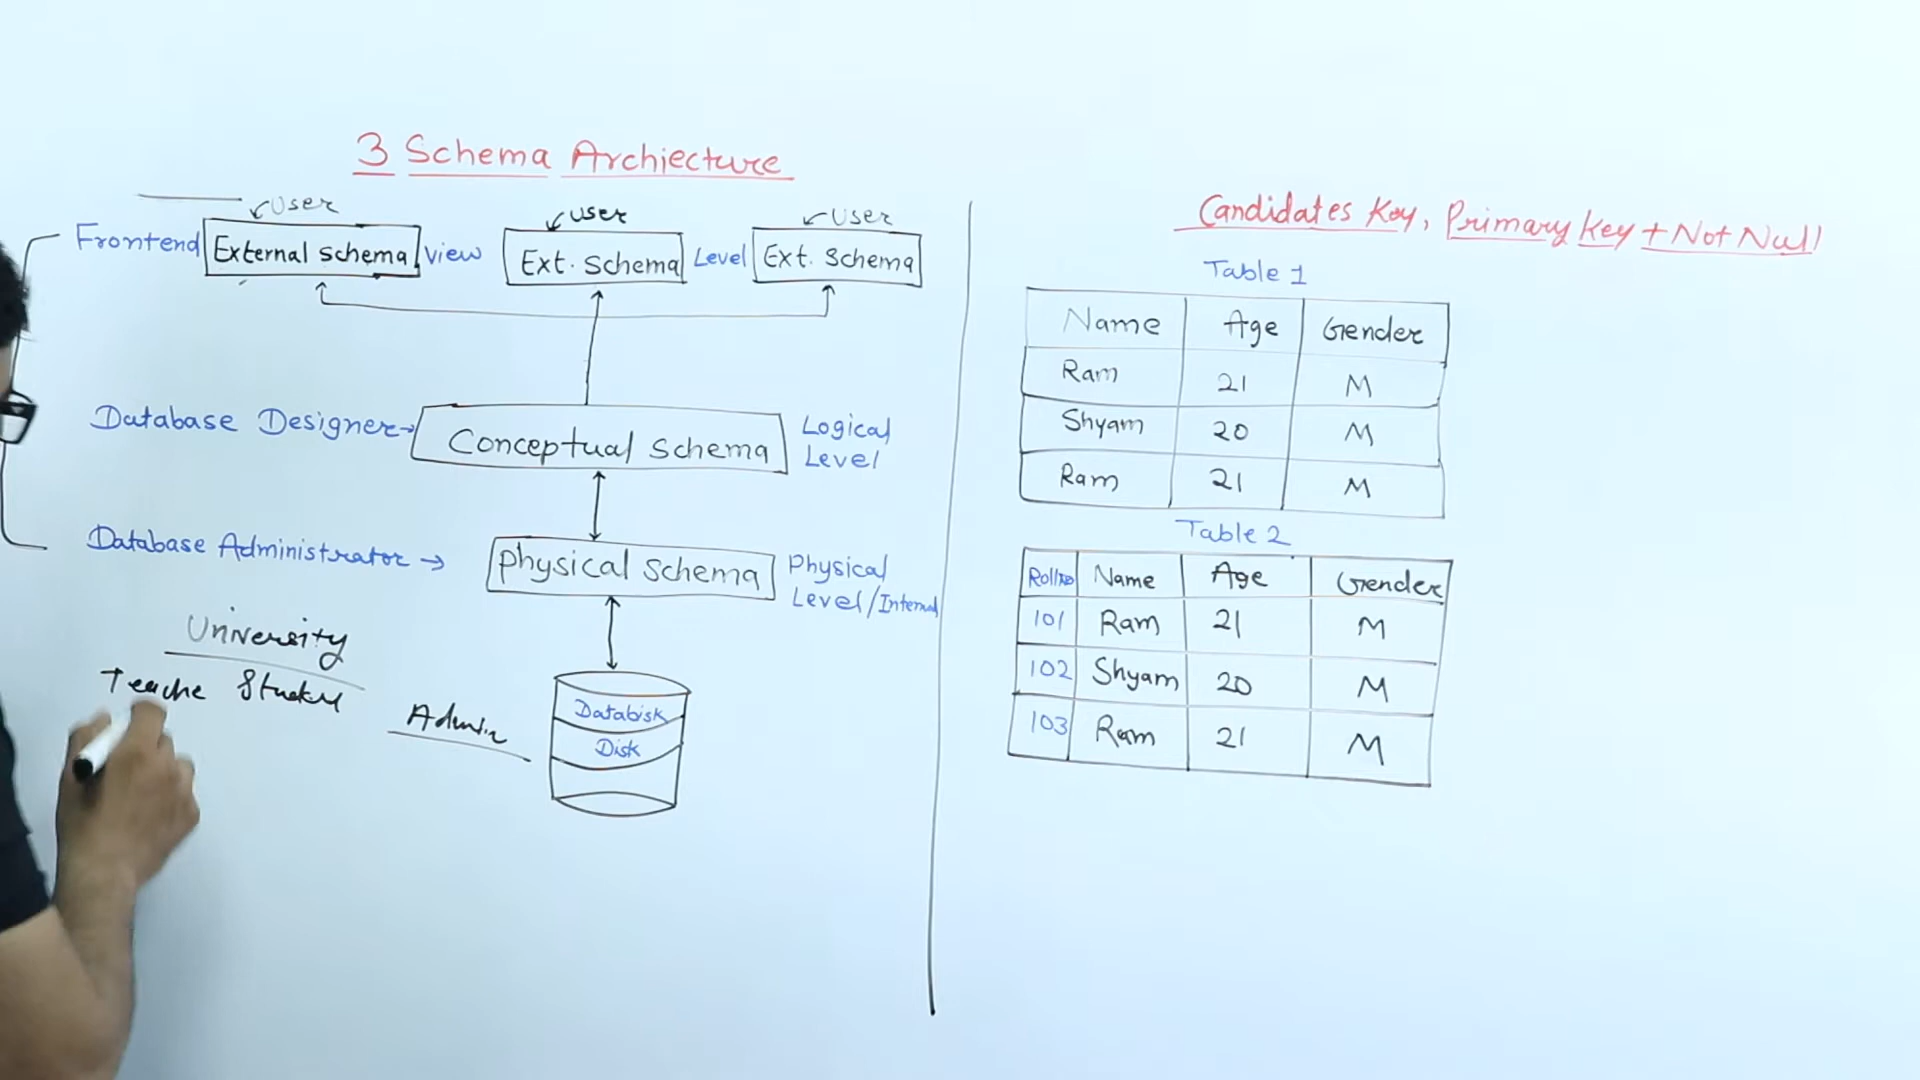 3 Schema Archiecture
User
User
User
Frontend
External schema
View
Ext. Schema
Level
Ext. Schema
Database Designer→
Conceptual schema
Logical
Level
Database Administrator →
Physical schema
Physical
Level/Internal
University
Teache Studen
Admin
Databisk
Disk
Candidates Key, Primary Key + Not Null
Table 1
Name Age Gender
Ram 21 M
Shyam 20 M
Ram 21 M
Table 2
RollNo Name Age Gender
101 Ram 21 M
102 Shyam 20 M
103 Ram 21 M